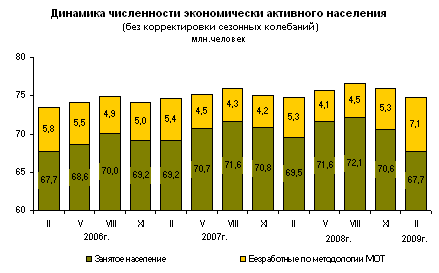 Динамика численности экономически активного населения
(без корректировки сезонных колебаний)
млн.человек
80
75
70
65
60
5,8 5,5 4,9 5,0 5,4 4,5 4,3 4,2 5,3 4,1 4,5 5,3 7,1
67,7 68,6 70,0 69,2 69,2 70,7 71,6 70,8 69,5 71,6 72,1 70,6 67,7
II V VIII XI II V VIII XI II V VIII XI II
2006г. 2007г. 2008г. 2009г.
Занятое население Безработные по методологии МОТ